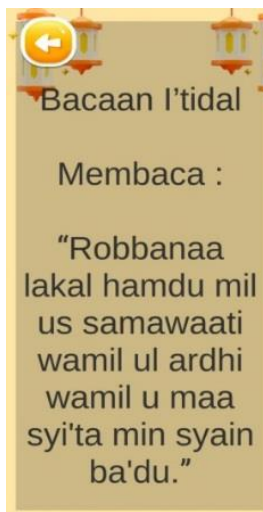 Bacaan I’tidal
Membaca :
“Robbanaa
lakal hamdu mil
us samawaati
wamil ul ardhi
wamil u maa
syi'ta min syain
ba'du.”